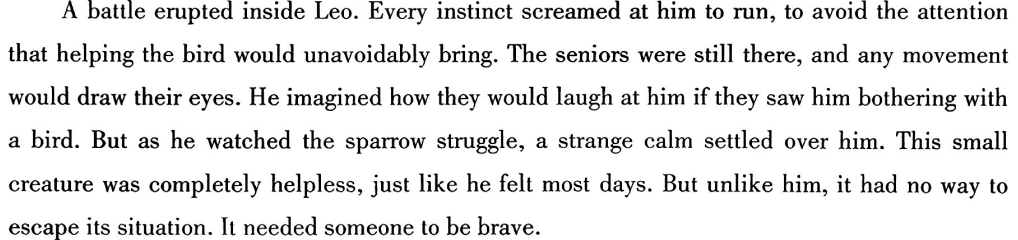 A battle erupted inside Leo. Every instinct screamed at him to run, to avoid the attention
that helping the bird would unavoidably bring. The seniors were still there, and any movement
would draw their eyes. He imagined how they would laugh at him if they saw him bothering with
a bird. But as he watched the sparrow struggle, a strange calm settled over him. This small
creature was completely helpless, just like he felt most days. But unlike him, it had no way to
escape its situation. It needed someone to be brave.